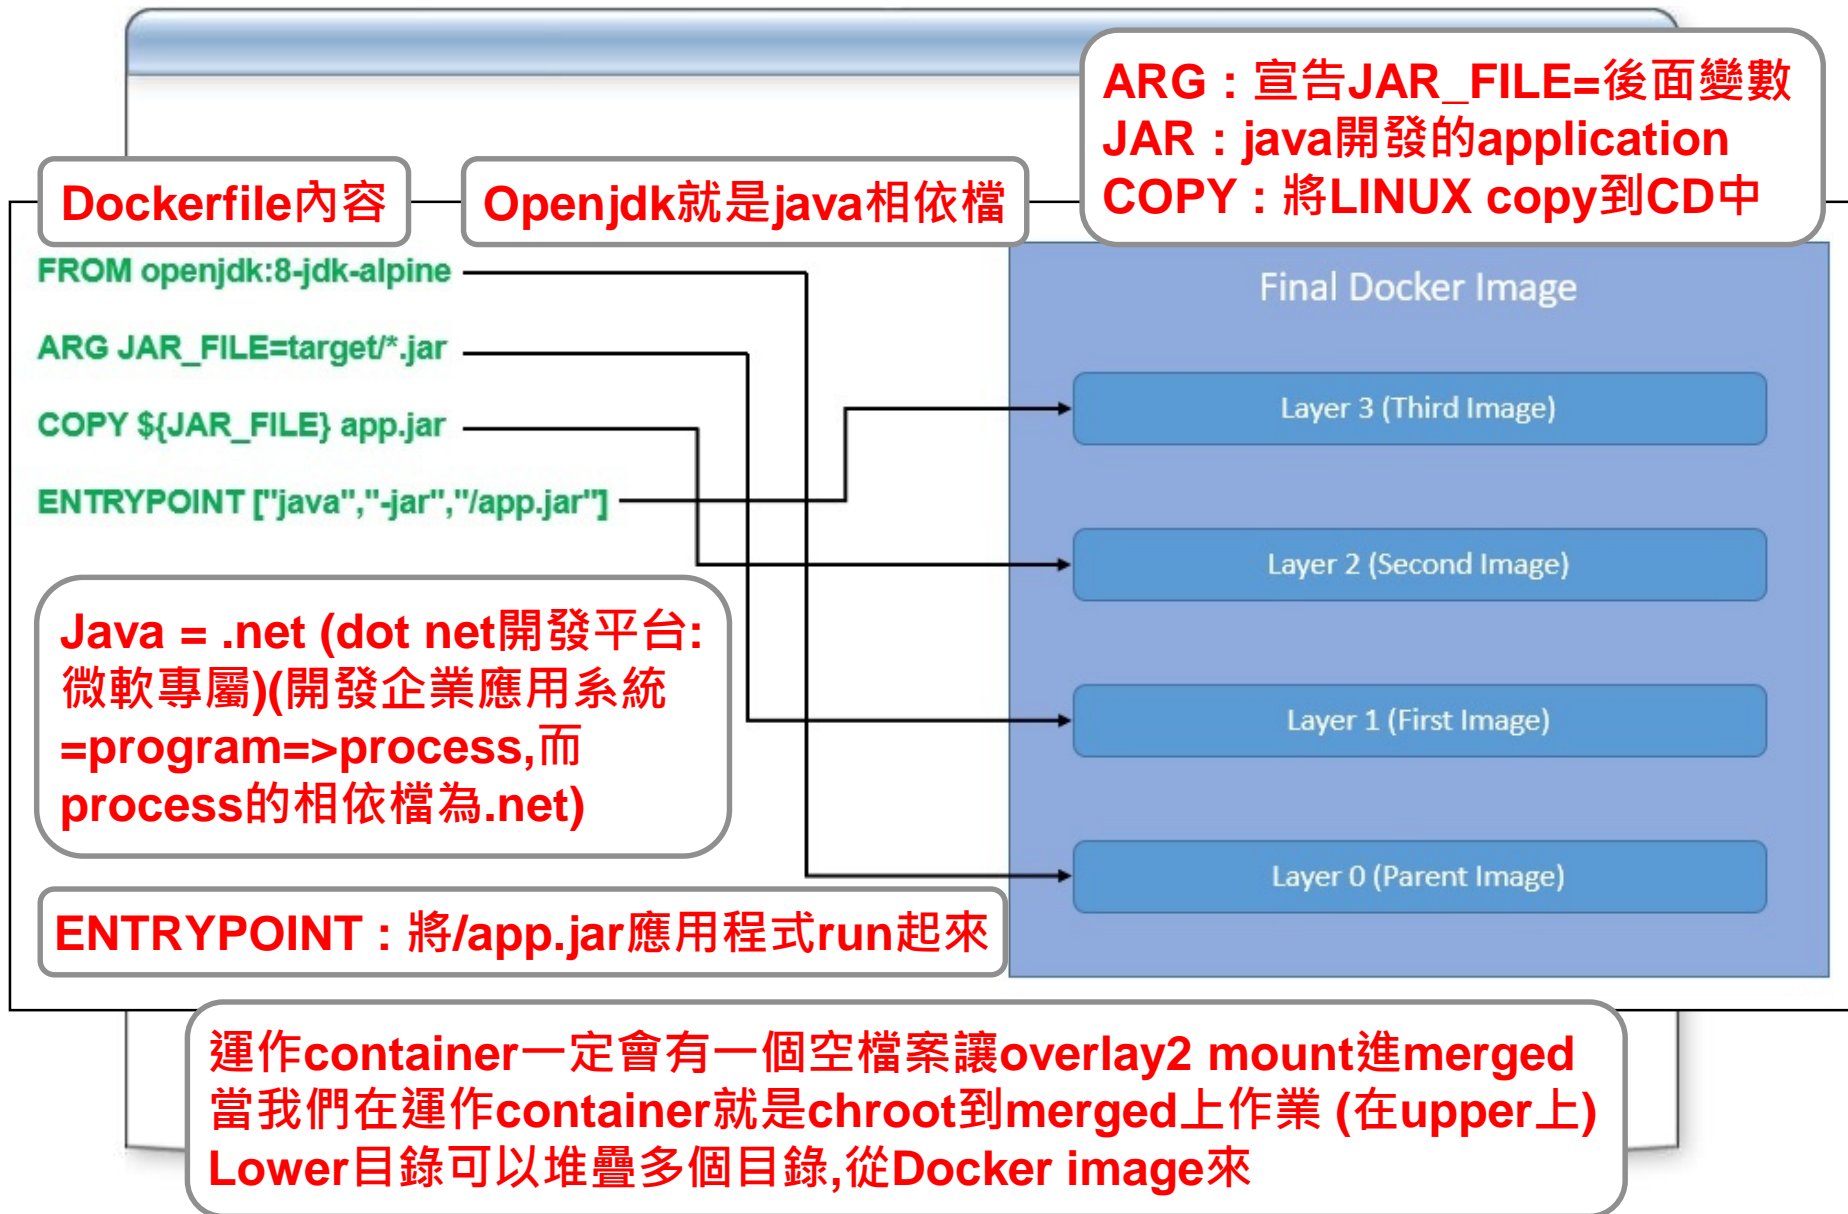 ARG : 宣告JAR_FILE=後面變數
JAR : java開發的application
COPY : 將LINUX copy到CD中
Dockerfile內容
Openjdk就是java相依檔
FROM openjdk:8-jdk-alpine
ARG JAR_FILE=target/*.jar
COPY ${JAR_FILE} app.jar
ENTRYPOINT ["java","-jar","/app.jar"]
Final Docker Image
Layer 3 (Third Image)
Layer 2 (Second Image)
Layer 1 (First Image)
Layer 0 (Parent Image)
Java = .net (dot net開發平台:
微軟專屬)(開發企業應用系統
=program=>process,而
process的相依檔為.net)
ENTRYPOINT : 將/app.jar應用程式run起來
運作container一定會有一個空檔案讓overlay2 mount進merged
當我們在運作container就是chroot到merged上作業 (在upper上)
Lower目錄可以堆疊多個目錄,從Docker image來